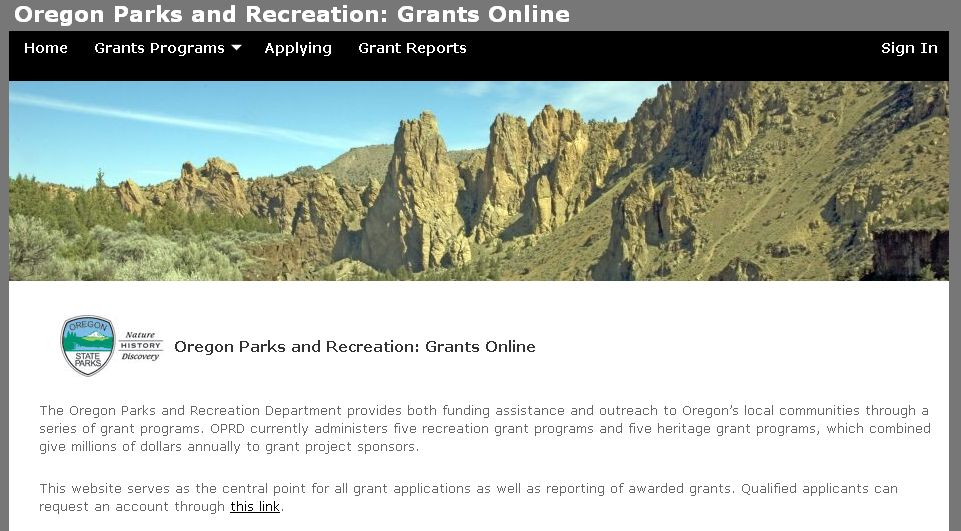 Oregon Parks and Recreation: Grants Online
Home Grants Programs Applying Grant Reports Sign In
OREGON
STATE
PARKS
Nature
HISTORY
Discovery
Oregon Parks and Recreation: Grants Online
The Oregon Parks and Recreation Department provides both funding assistance and outreach to Oregon’s local communities through a
series of grant programs. OPRD currently administers five recreation grant programs and five heritage grant programs, which combined
give millions of dollars annually to grant project sponsors.
This website serves as the central point for all grant applications as well as reporting of awarded grants. Qualified applicants can
request an account through this link.